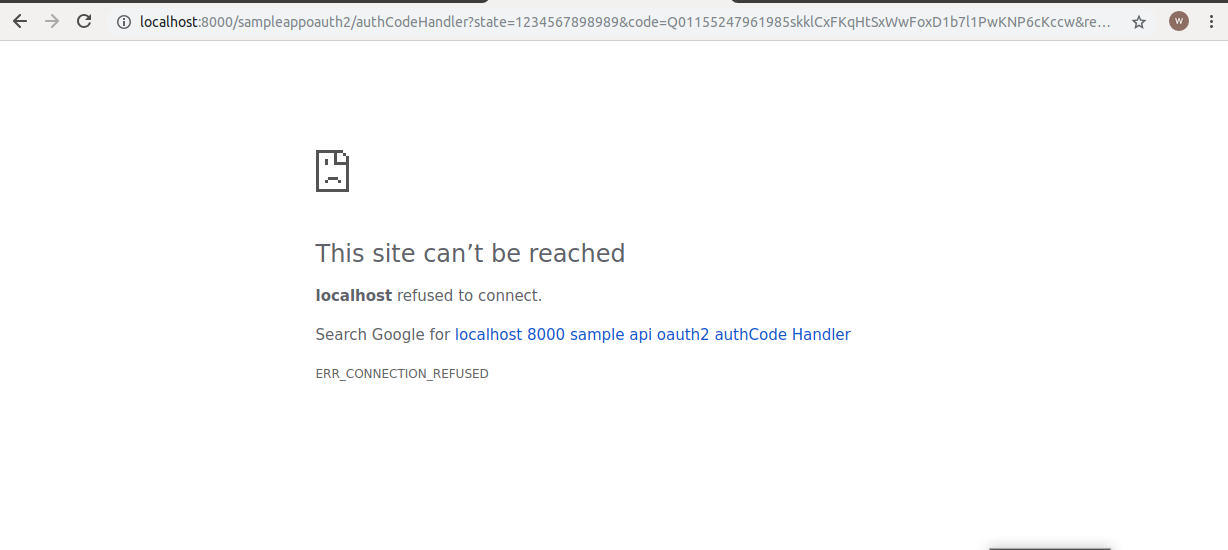 localhost:8000/sampleappoauth2/authCodeHandler?state=1234567898989&code=Q01155247961985skklCxFKqHtSxWwFoxD1b7l1PwKNP6cKccw&re...
W
This site can’t be reached
localhost refused to connect.
Search Google for localhost 8000 sample api oauth2 authCode Handler
ERR_CONNECTION_REFUSED